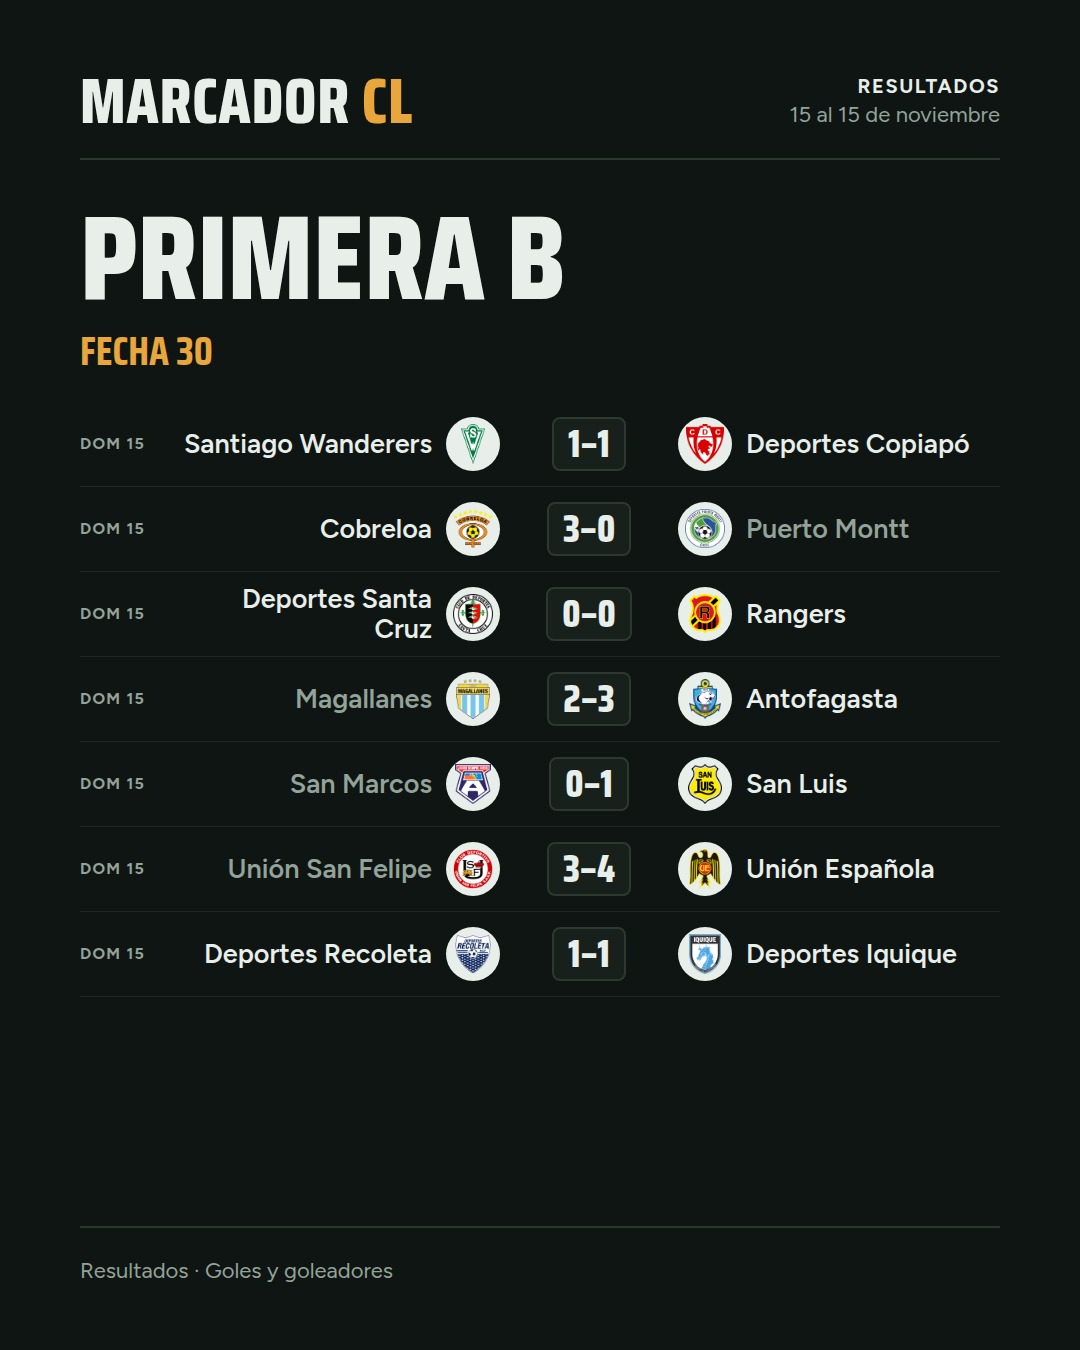 MARCADOR CL
RESULTADOS
15 al 15 de noviembre
PRIMERA B
FECHA 30
DOM 15 Santiago Wanderers 1–1 Deportes Copiapó
DOM 15 Cobreloa 3–0 Puerto Montt
DOM 15 Deportes Santa
Cruz 0–0 Rangers
DOM 15 Magallanes 2–3 Antofagasta
DOM 15 San Marcos 0–1 San Luis
DOM 15 Unión San Felipe 3–4 Unión Española
DOM 15 Deportes Recoleta 1–1 Deportes Iquique
Resultados · Goles y goleadores